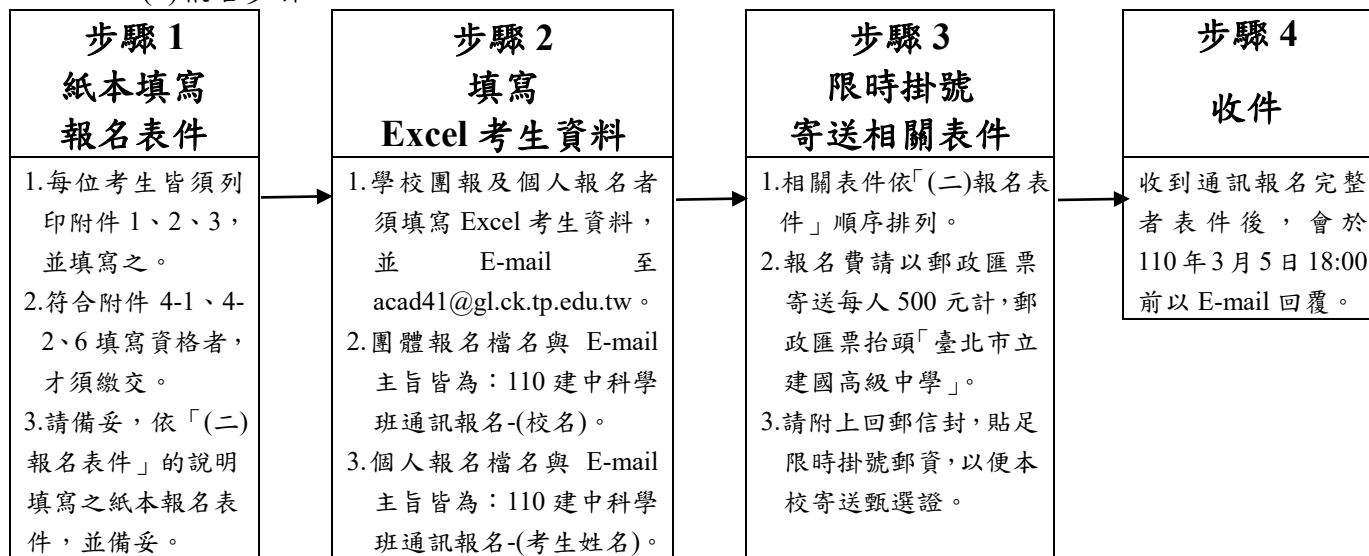 步驟 1
紙本填寫
報名表件
1.每位考生皆須列
印附件 1、2、3，
並填寫之。
2.符合附件 4-1、4-
2、6 填寫資格者，
才須繳交。
3.請備妥，依「(二)
報名表件」的說明
填寫之紙本報名表
件，並備妥。
步驟 2
填寫
Excel 考生資料
1.學校團報及個人報名者
須填寫 Excel 考生資料，
並 E-mail 至
acad41@gl.ck.tp.edu.tw。
2.團體報名檔名與 E-mail
主旨皆為：110 建中科學
班通訊報名-(校名)。
3.個人報名檔名與 E-mail
主旨皆為：110 建中科學
班通訊報名-(考生姓名)。
步驟 3
限時掛號
寄送相關表件
1.相關表件依「(二)報名表
件」順序排列。
2.報名費請以郵政匯票
寄送每人 500 元計，郵
政匯票抬頭「臺北市立
建國高級中學」。
3.請附上回郵信封，貼足
限時掛號郵資，以便本
校寄送甄選證。
步驟 4
收件
收到通訊報名完整
者表件後，會於
110 年 3 月 5 日 18:00
前以 E-mail 回覆。